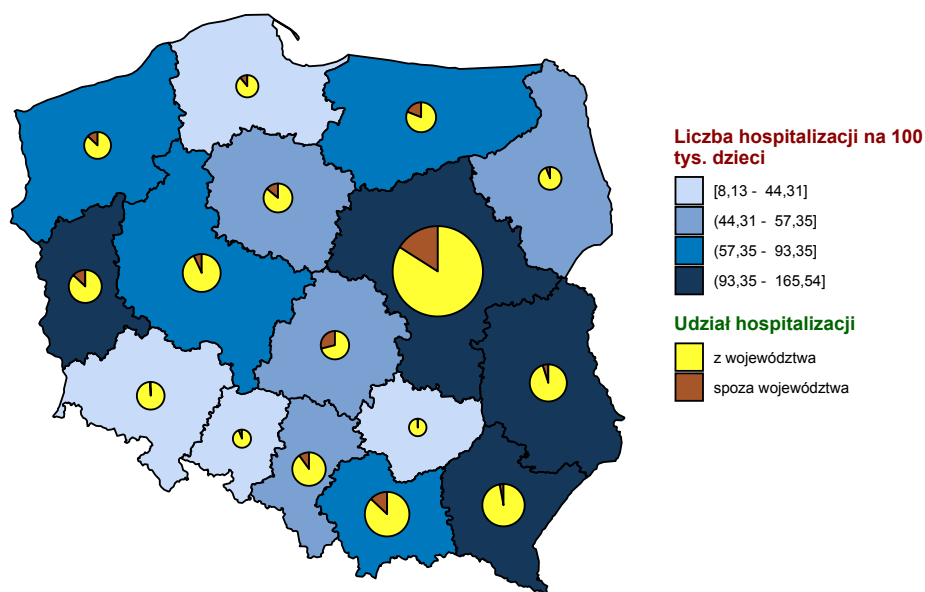 Liczba hospitalizacji na 100
tys. dzieci
[8,13 - 44,31]
(44,31 - 57,35]
(57,35 - 93,35]
(93,35 - 165,54]
Udział hospitalizacji
z województwa
spoza województwa